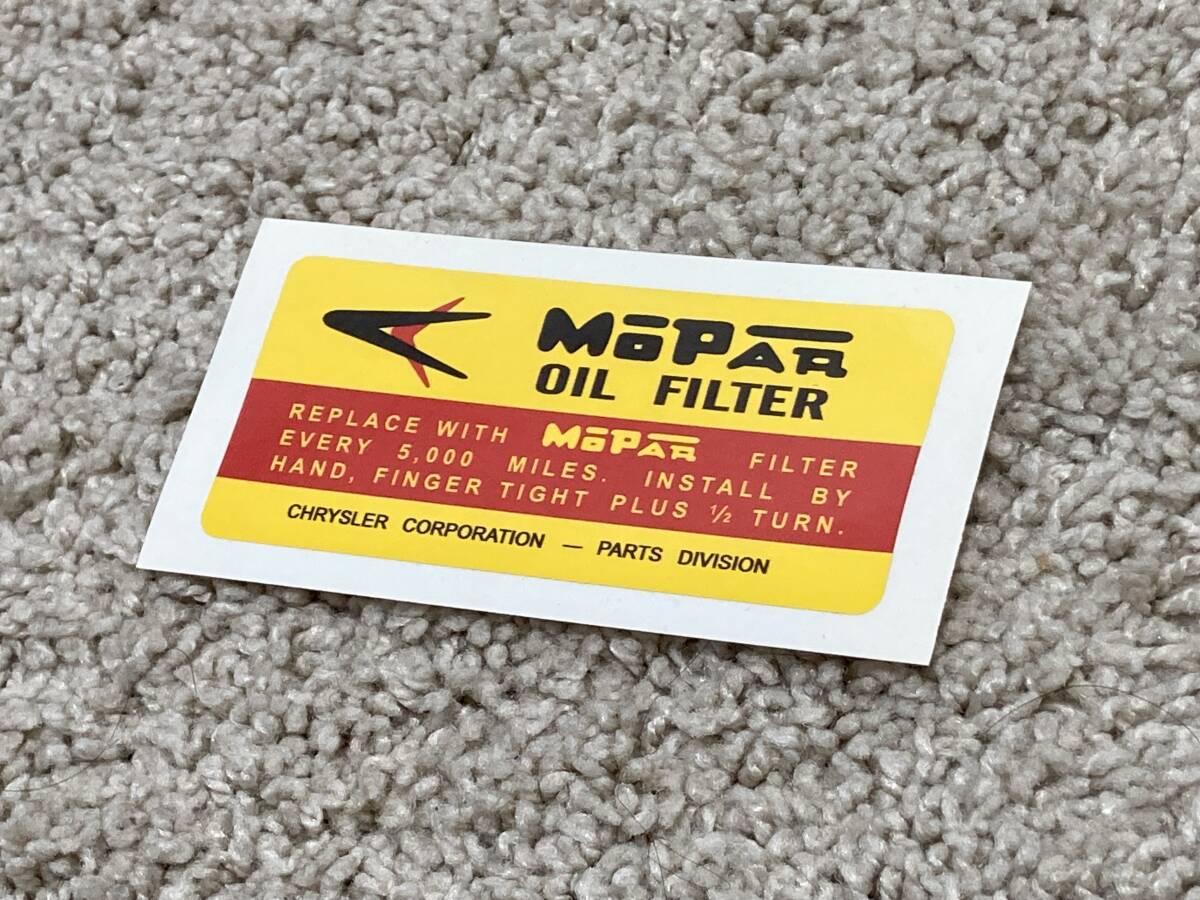 MoPAR
OIL FILTER
REPLACE WITH MoPAR FILTER
EVERY 5,000 MILES. INSTALL BY
HAND, FINGER TIGHT PLUS ½ TURN.
CHRYSLER CORPORATION — PARTS DIVISION